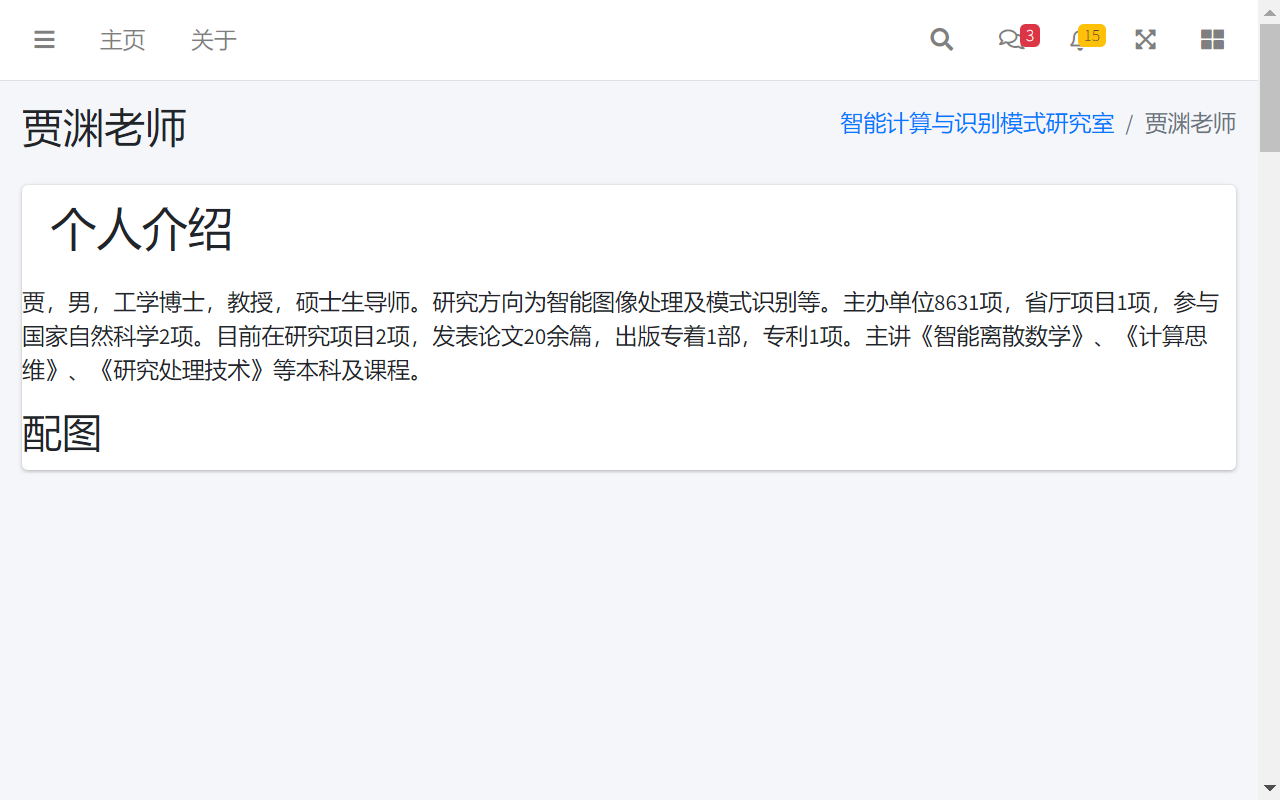 主页 关于 3 15
贾渊老师 智能计算与识别模式研究室 / 贾渊老师
个人介绍
贾，男，工学博士，教授，硕士生导师。研究方向为智能图像处理及模式识别等。主办单位8631项，省厅项目1项，参与
国家自然科学2项。目前在研究项目2项，发表论文20余篇，出版专着1部，专利1项。主讲《智能离散数学》、《计算思
维》、《研究处理技术》等本科及课程。
配图